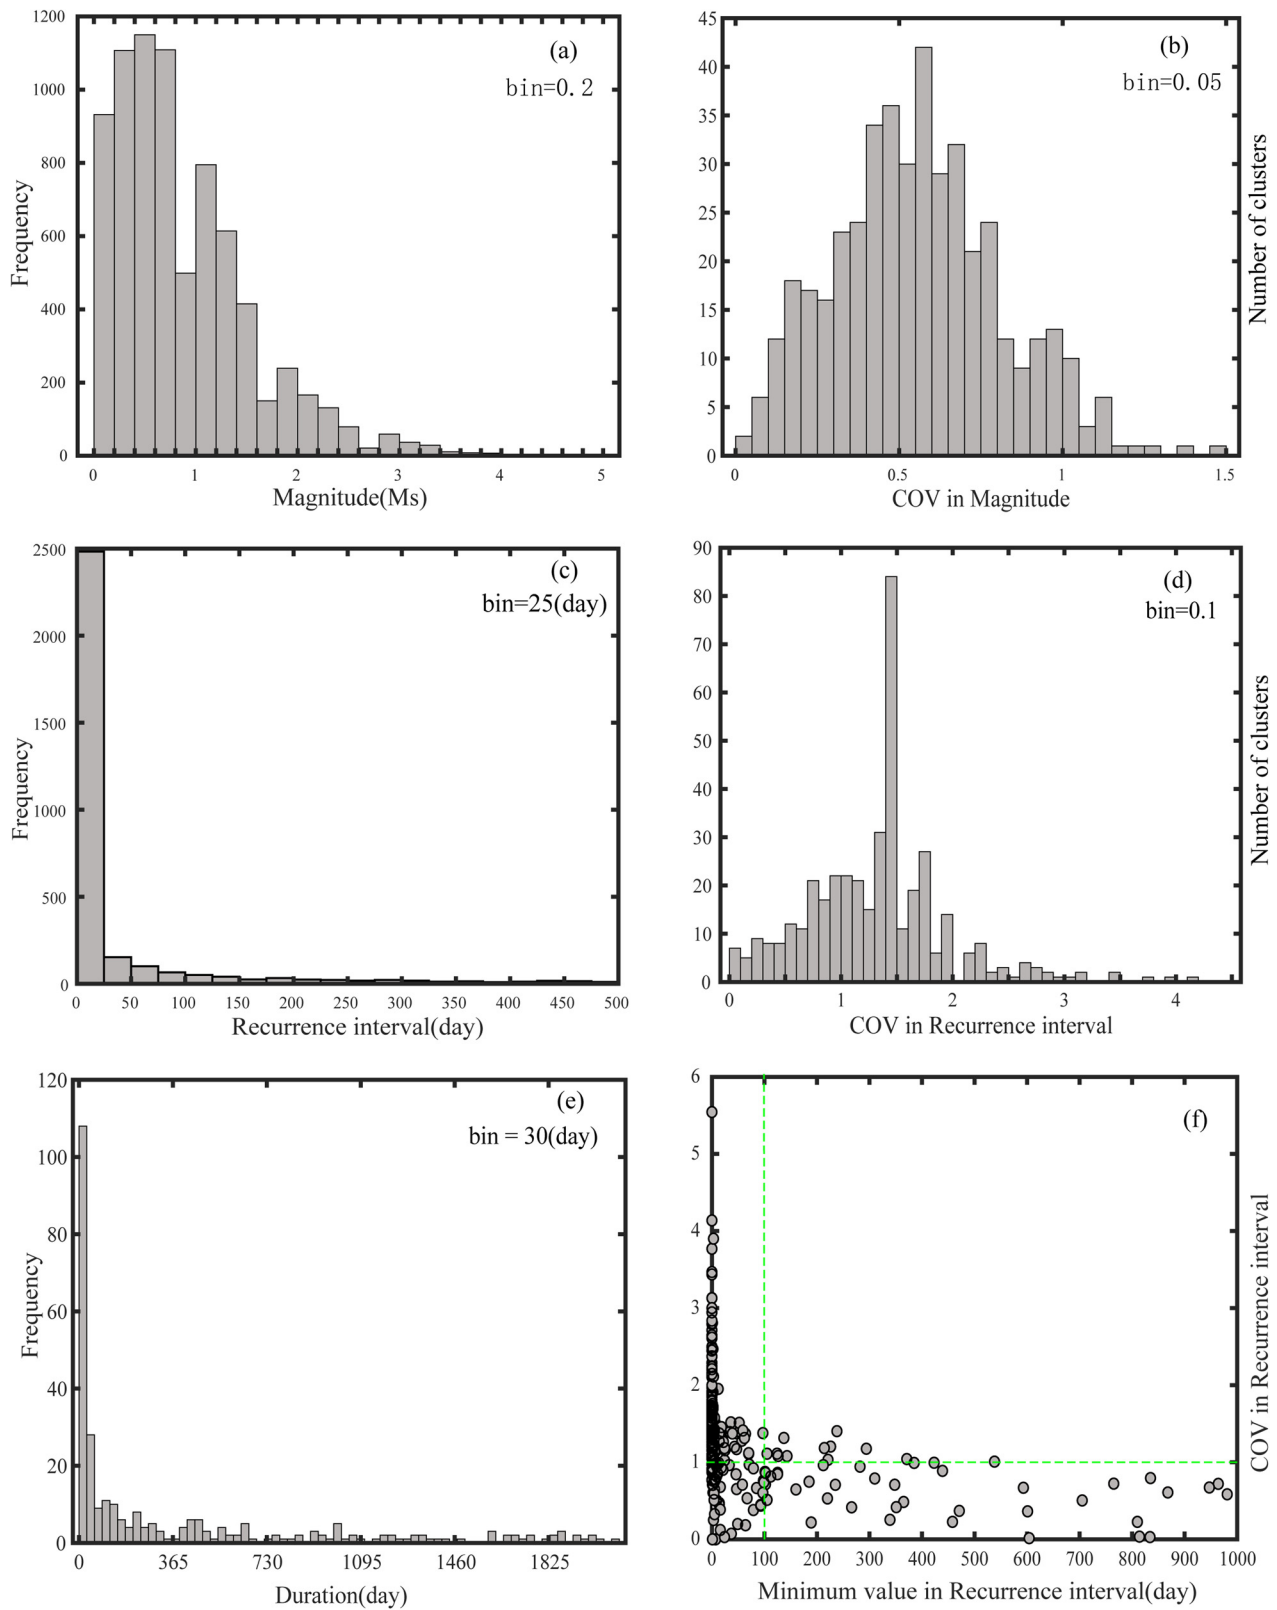 (a)
bin=0.2
1200
1000
800
600
400
200
0
Frequency
0 1 2 3 4 5
Magnitude(Ms)
(b)
bin=0.05
45
40
35
30
25
20
15
10
5
0
Number of clusters
0 0.5 1 1.5
COV in Magnitude
(c)
bin=25(day)
2500
2000
1500
1000
500
0
Frequency
0 50 100 150 200 250 300 350 400 450 500
Recurrence interval(day)
(d)
bin=0.1
90
80
70
60
50
40
30
20
10
0
Number of clusters
0 1 2 3 4
COV in Recurrence interval
(e)
bin = 30(day)
120
100
80
60
40
20
0
Frequency
0 365 730 1095 1460 1825
Duration(day)
(f)
6
5
4
3
2
1
0
COV in Recurrence interval
0 100 200 300 400 500 600 700 800 900 1000
Minimum value in Recurrence interval(day)